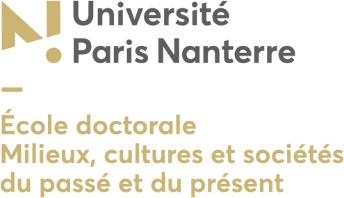 Université
Paris Nanterre
École doctorale
Milieux, cultures et sociétés
du passé et du présent